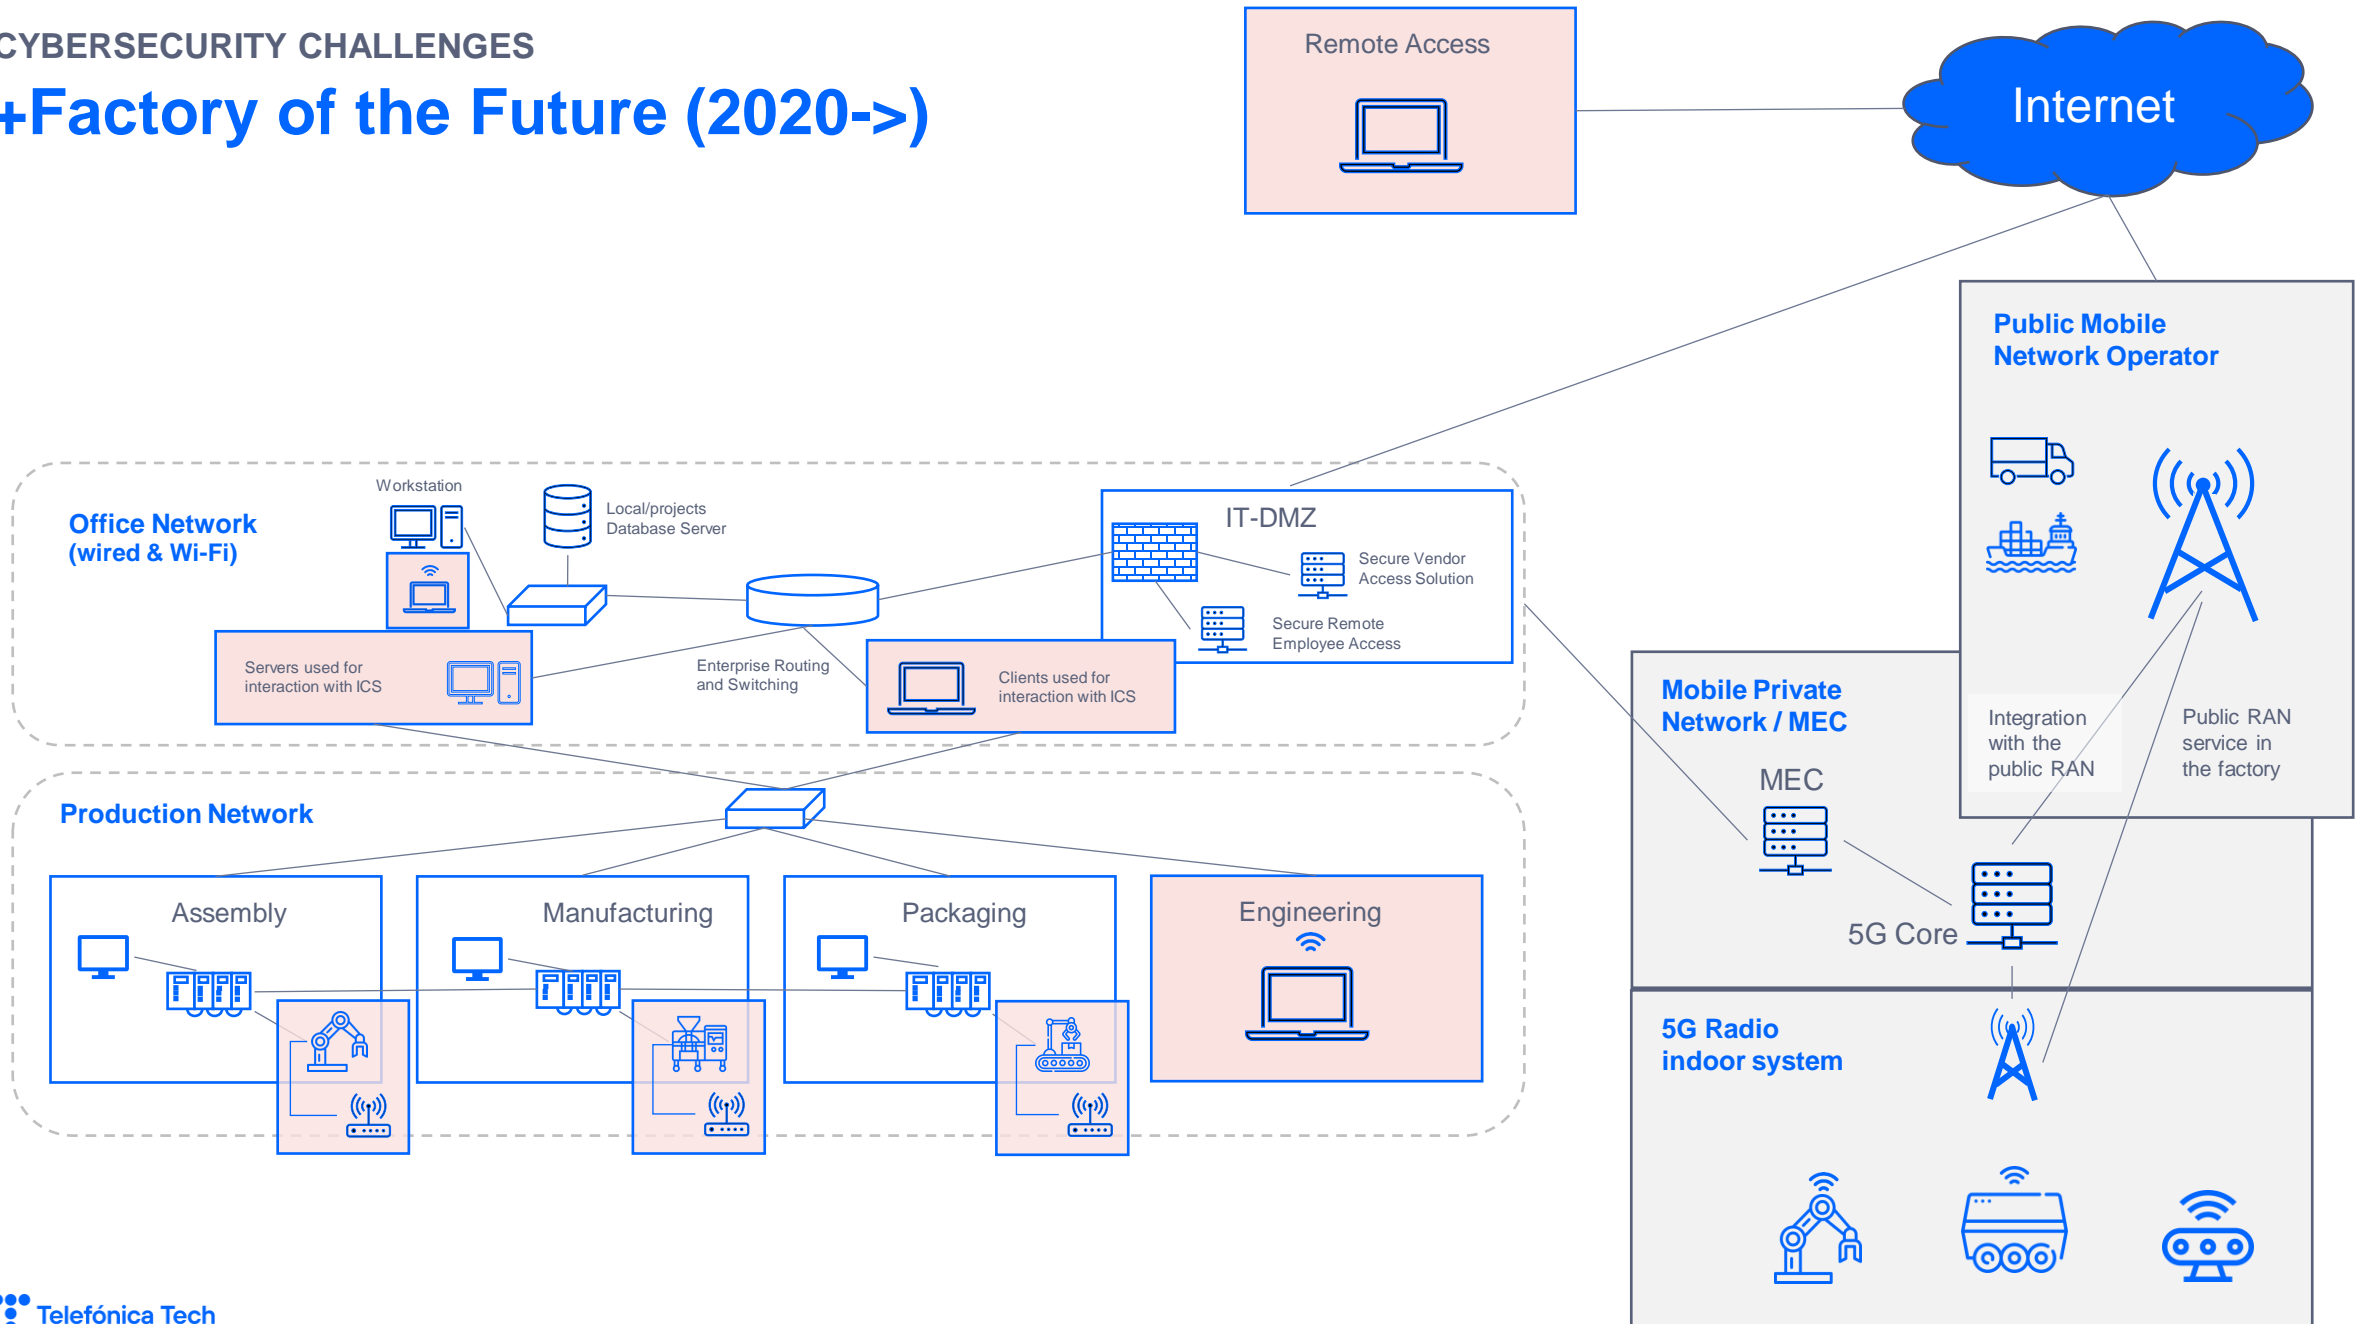 CYBERSECURITY CHALLENGES
+Factory of the Future (2020->)
Remote Access
Internet
Public Mobile
Network Operator
Integration
with the
public RAN
Public RAN
service in
the factory
Office Network
(wired & Wi-Fi)
Workstation
Local/projects
Database Server
IT-DMZ
Secure Vendor
Access Solution
Secure Remote
Employee Access
Servers used for
interaction with ICS
Enterprise Routing
and Switching
Clients used for
interaction with ICS
Mobile Private
Network / MEC
MEC
5G Core
Production Network
Assembly
Manufacturing
Packaging
Engineering
5G Radio
indoor system
Telefónica Tech